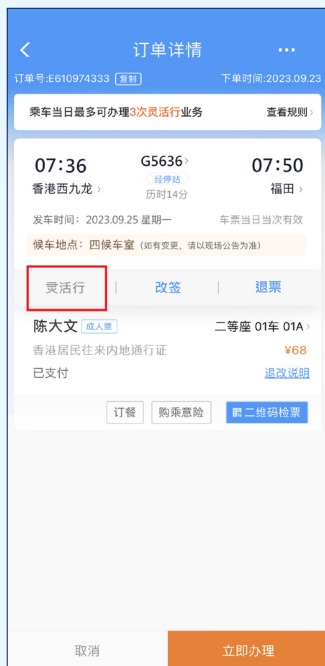 订单详情
订单号:E610974333 复制 下单时间:2023.09.23
乘车当日最多可办理3次灵活行业务 查看规则
07:36 G5636 07:50
经停站
香港西九龙 历时14分 福田
发车时间：2023.09.25 星期一 车票当日当次有效
候车地点：四候车室（如有变更，请以现场公告为准）
灵活行 改签 退票
陈大文 成人票 二等座 01车 01A
香港居民往来内地通行证 ¥68
已支付 退改说明
订餐 购乘意险 二维码检票
取消 立即办理